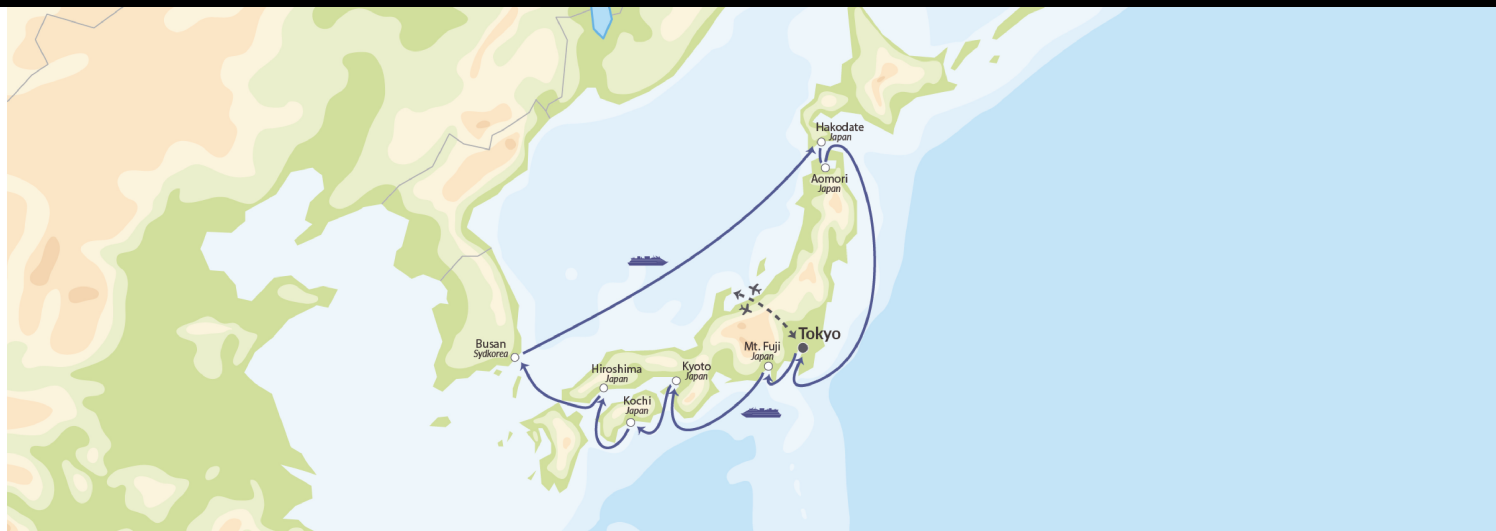 Hakodate
Japan
Aomori
Japan
Tokyo
Mt. Fuji
Japan
Busan
Sydkorea
Hiroshima
Japan
Kyoto
Japan
Kochi
Japan